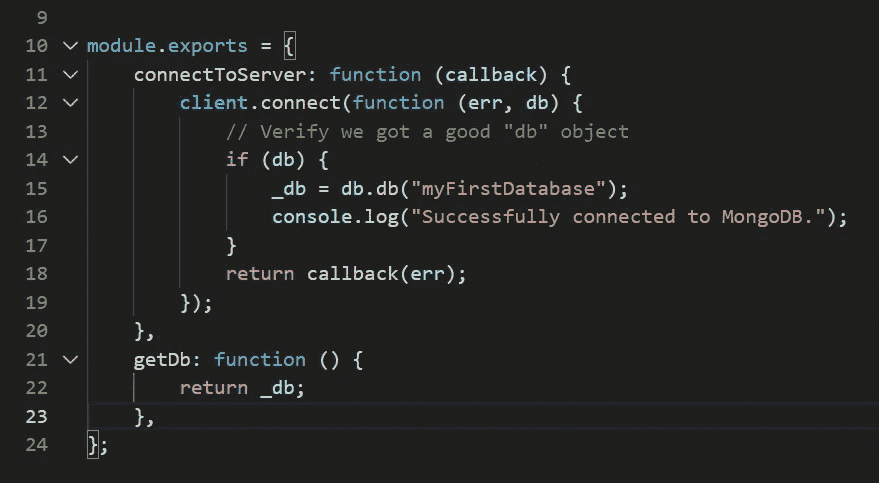 9
10 module.exports = {
11     connectToServer: function (callback) {
12         client.connect(function (err, db) {
13             // Verify we got a good "db" object
14             if (db) {
15                 _db = db.db("myFirstDatabase");
16                 console.log("Successfully connected to MongoDB.");
17             }
18             return callback(err);
19         });
20     },
21     getDb: function () {
22         return _db;
23     },
24 };